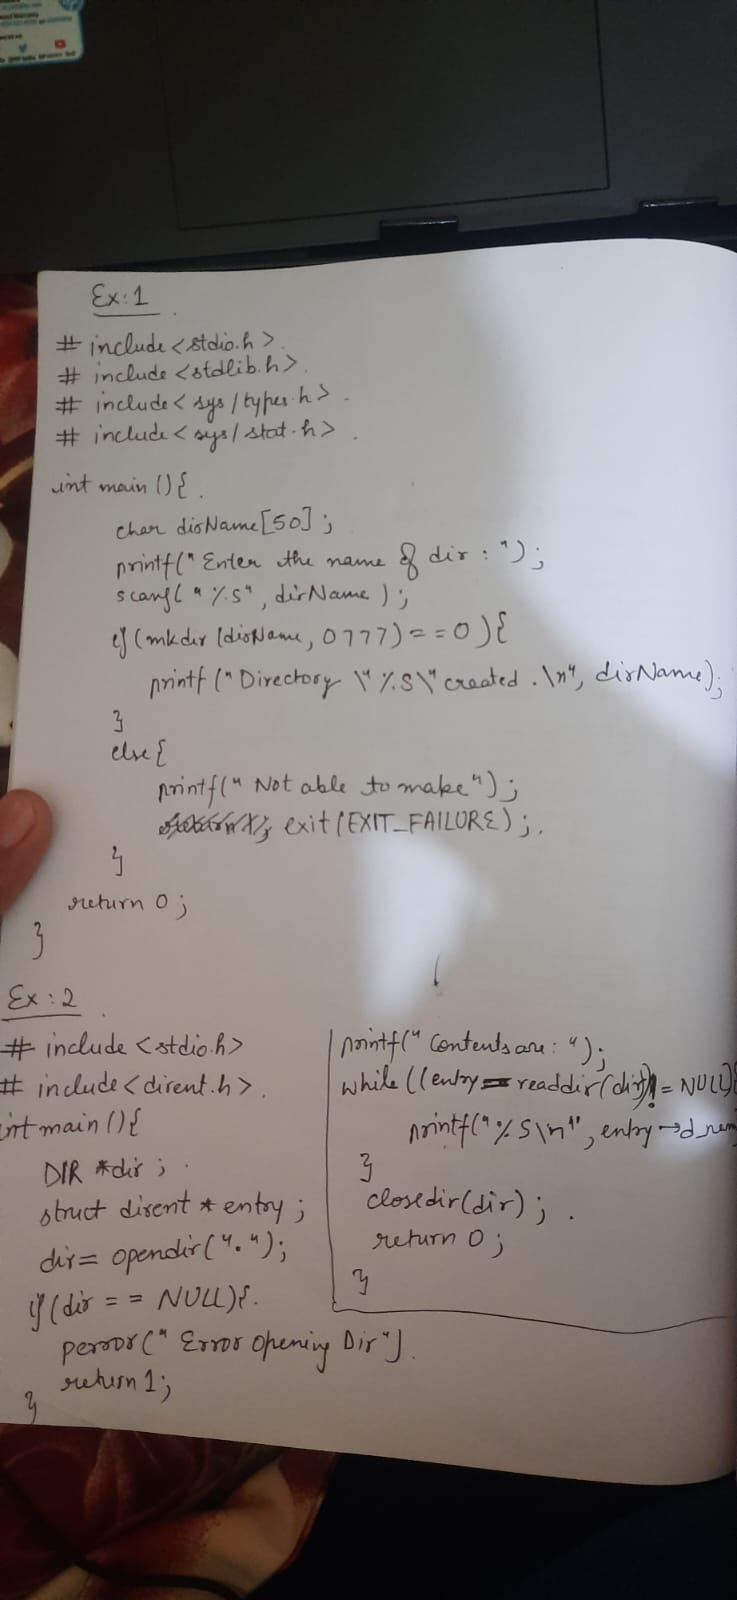 Ex: 1
# include <stdio.h>.
# include <stdlib.h>.
# include < sys / types.h> .
# include < sys / stat.h> .
int main () {
char dirName [50] ;
printf(" Enter the name of dir : ");
scanf( " %s" , dirName ) ;
if (mkdir (dirName, 0777) == 0 ) {
printf (" Directory \" %s\" created . \n", dirName);
}
else {
printf(" Not able to make") ;
exit (EXIT_FAILURE) ; .
}
return 0 ;
}
Ex : 2
# include <stdio.h>
# include < dirent.h> .
int main () {
DIR *dir ; .
struct dirent * entry ;
dir = opendir(".");
if (dir == NULL) { .
perror (" Error opening Dir")
return 1;
}
printf(" Contents are : ") ;
while ((entry = readdir(dir)) != NULL) {
printf(" %s\n", entry →
}
closedir(dir) ; .
return 0 ;
}